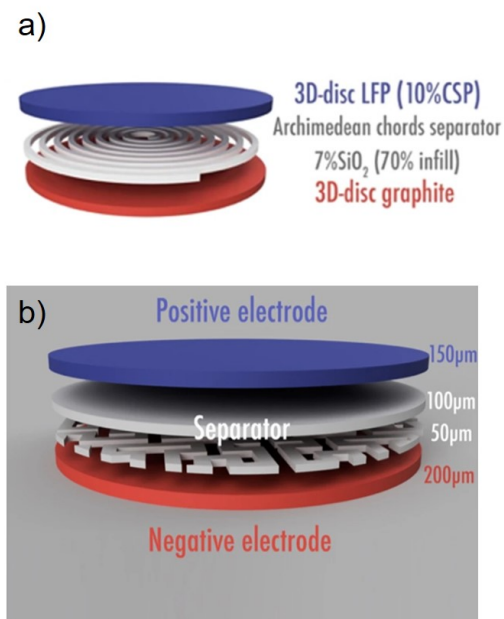 a)
3D-disc LFP (10%CSP)
Archimedean chords separator
7%SiO₂ (70% infill)
3D-disc graphite
b)
Positive electrode
150µm
100µm
Separator
50µm
200µm
Negative electrode